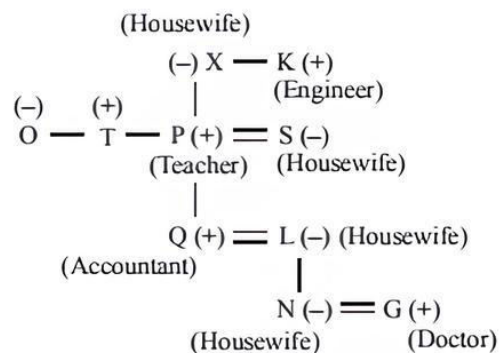 (Housewife)
(–) X — K (+)
(Engineer)
(–) (+)
O — T — P (+) = S (–)
(Teacher) (Housewife)
Q (+) = L (–) (Housewife)
(Accountant)
N (–) = G (+)
(Housewife) (Doctor)